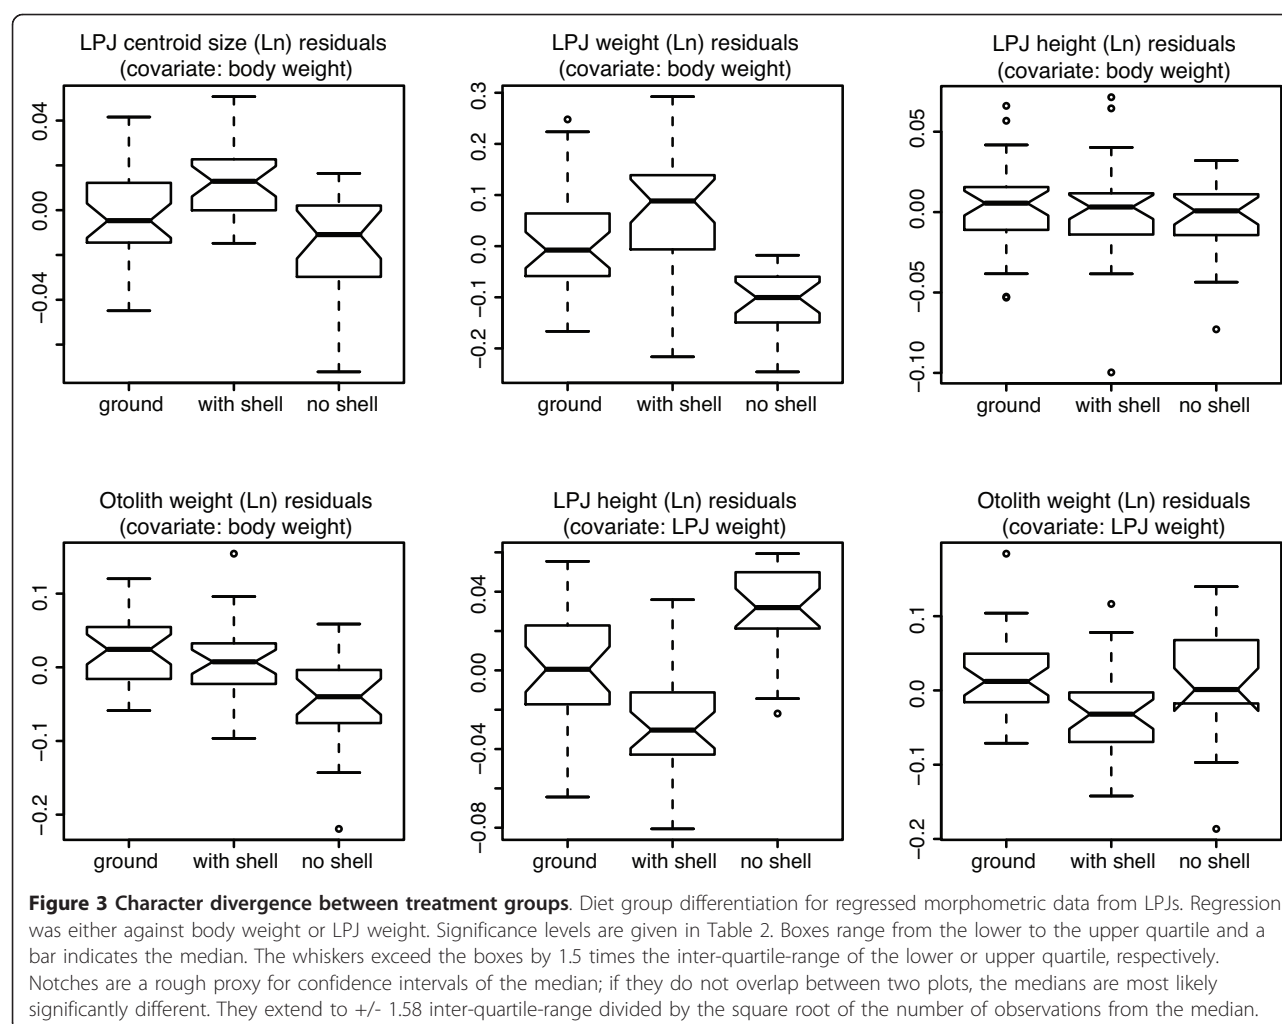 LPJ centroid size (Ln) residuals
(covariate: body weight)
0.04
0.00
−0.04
ground with shell no shell
LPJ weight (Ln) residuals
(covariate: body weight)
0.3
0.2
0.1
0.0
−0.1
−0.2
ground with shell no shell
LPJ height (Ln) residuals
(covariate: body weight)
0.05
0.00
−0.05
−0.10
ground with shell no shell
Otolith weight (Ln) residuals
(covariate: body weight)
0.1
0.0
−0.1
−0.2
ground with shell no shell
LPJ height (Ln) residuals
(covariate: LPJ weight)
0.04
0.00
−0.04
−0.08
ground with shell no shell
Otolith weight (Ln) residuals
(covariate: LPJ weight)
0.1
0.0
−0.1
−0.2
ground with shell no shell
Figure 3 Character divergence between treatment groups. Diet group differentiation for regressed morphometric data from LPJs. Regression
was either against body weight or LPJ weight. Significance levels are given in Table 2. Boxes range from the lower to the upper quartile and a
bar indicates the median. The whiskers exceed the boxes by 1.5 times the inter-quartile-range of the lower or upper quartile, respectively.
Notches are a rough proxy for confidence intervals of the median; if they do not overlap between two plots, the medians are most likely
significantly different. They extend to +/- 1.58 inter-quartile-range divided by the square root of the number of observations from the median.